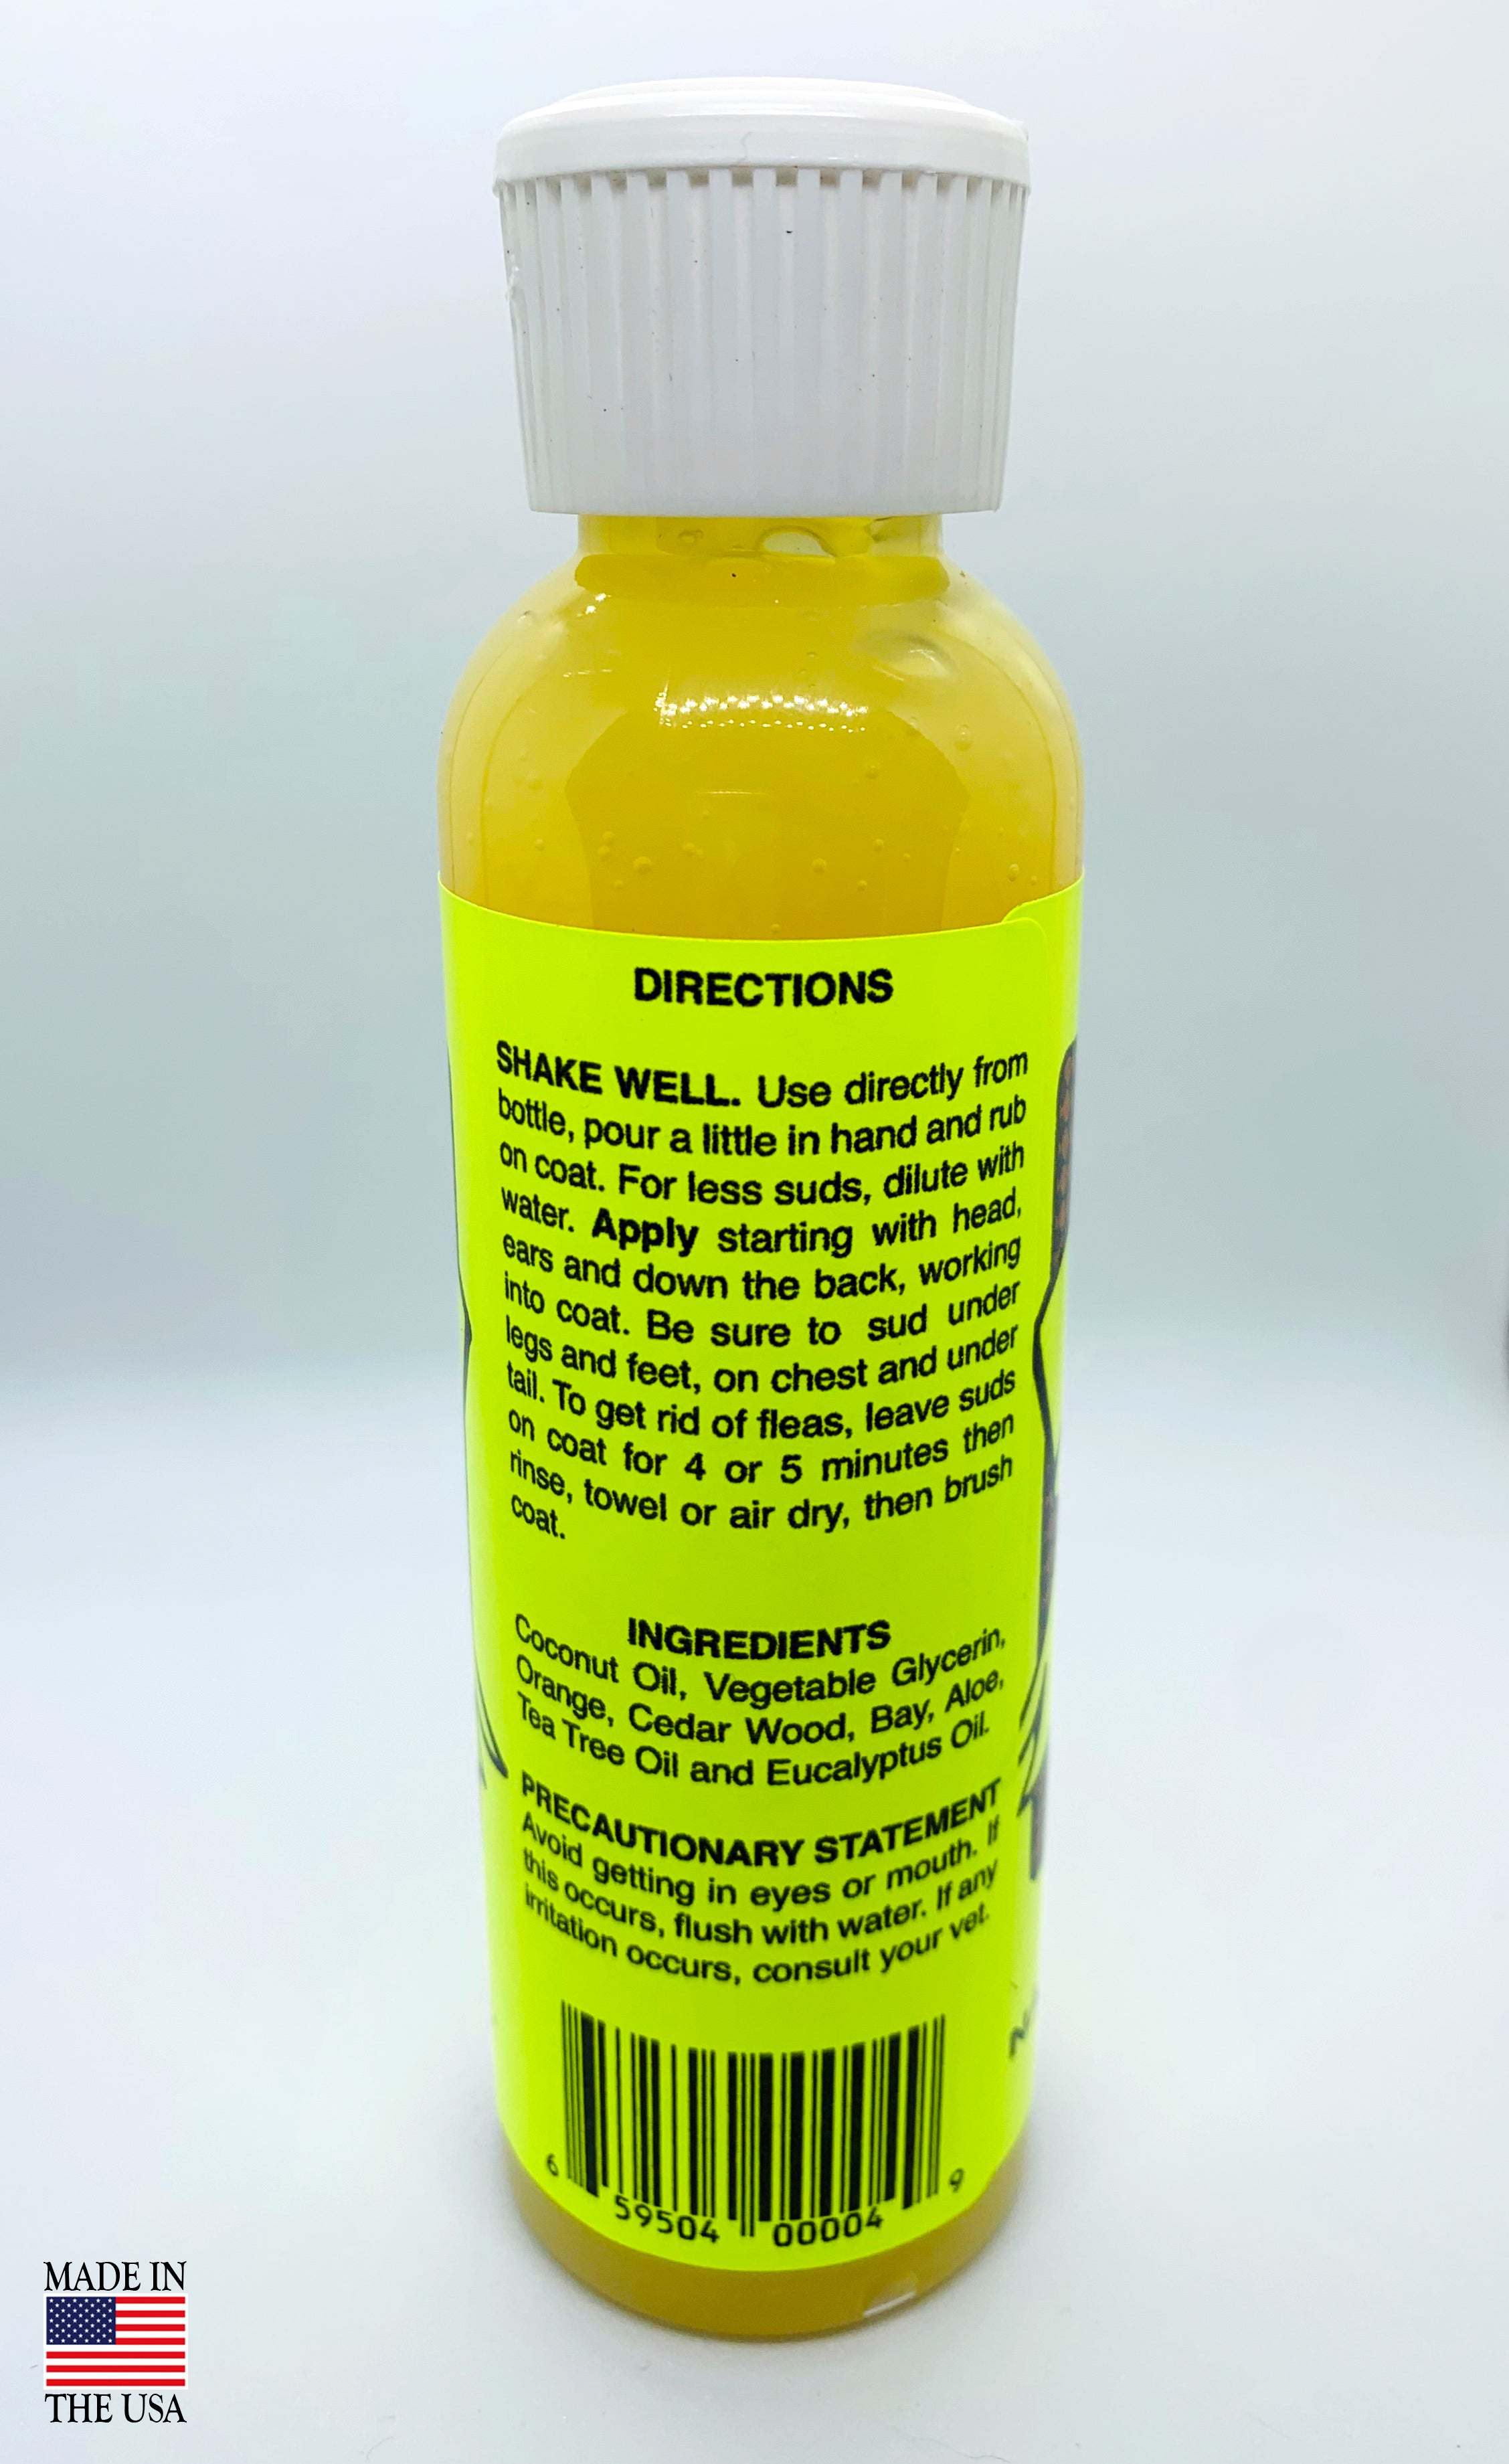 DIRECTIONS
SHAKE WELL. Use directly from
bottle, pour a little in hand and rub
on coat. For less suds, dilute with
water. Apply starting with head,
ears and down the back, working
into coat. Be sure to sud under
legs and feet, on chest and under
tail. To get rid of fleas, leave suds
on coat for 4 or 5 minutes then
rinse, towel or air dry, then brush
coat.
INGREDIENTS
Coconut Oil, Vegetable Glycerin,
Orange, Cedar Wood, Bay, Aloe,
Tea Tree Oil and Eucalyptus Oil.
PRECAUTIONARY STATEMENT
Avoid getting in eyes or mouth. If
this occurs, flush with water. If any
irritation occurs, consult your vet.
6 59504 00004 9
MADE IN
THE USA